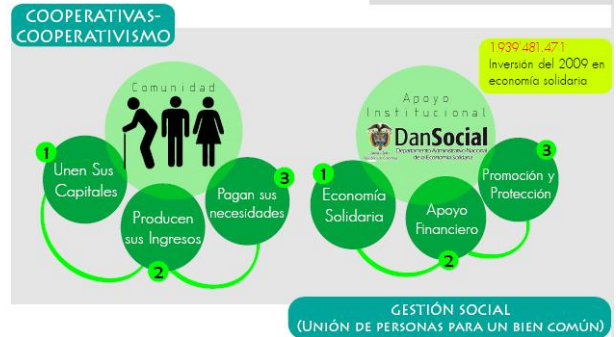 COOPERATIVAS-
COOPERATIVISMO
1'939'481.471
Inversión del 2009 en
economía solidaria
Comunidad
1
Unen Sus
Capitales
Producen
sus Ingresos
2
3
Pagan sus
necesidades
Apoyo
Institucional
DanSocial
Departamento Administrativo Nacional
de la Economía Solidaria
1
Economía
Solidaria
Apoyo
Financiero
2
3
Promoción y
Protección
GESTIÓN SOCIAL
(UNIÓN DE PERSONAS PARA UN BIEN COMÚN)